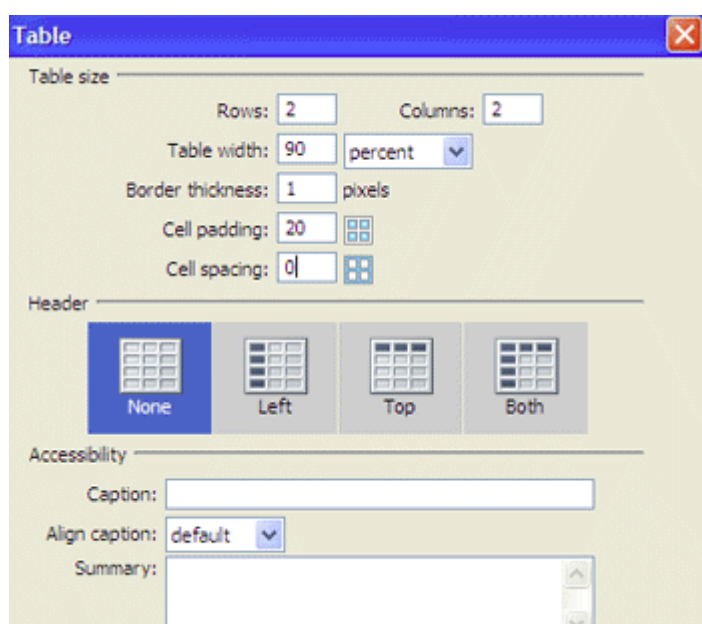 Table
Table size
Rows: 2 Columns: 2
Table width: 90 percent
Border thickness: 1 pixels
Cell padding: 20
Cell spacing: 0
Header
None Left Top Both
Accessibility
Caption:
Align caption: default
Summary: